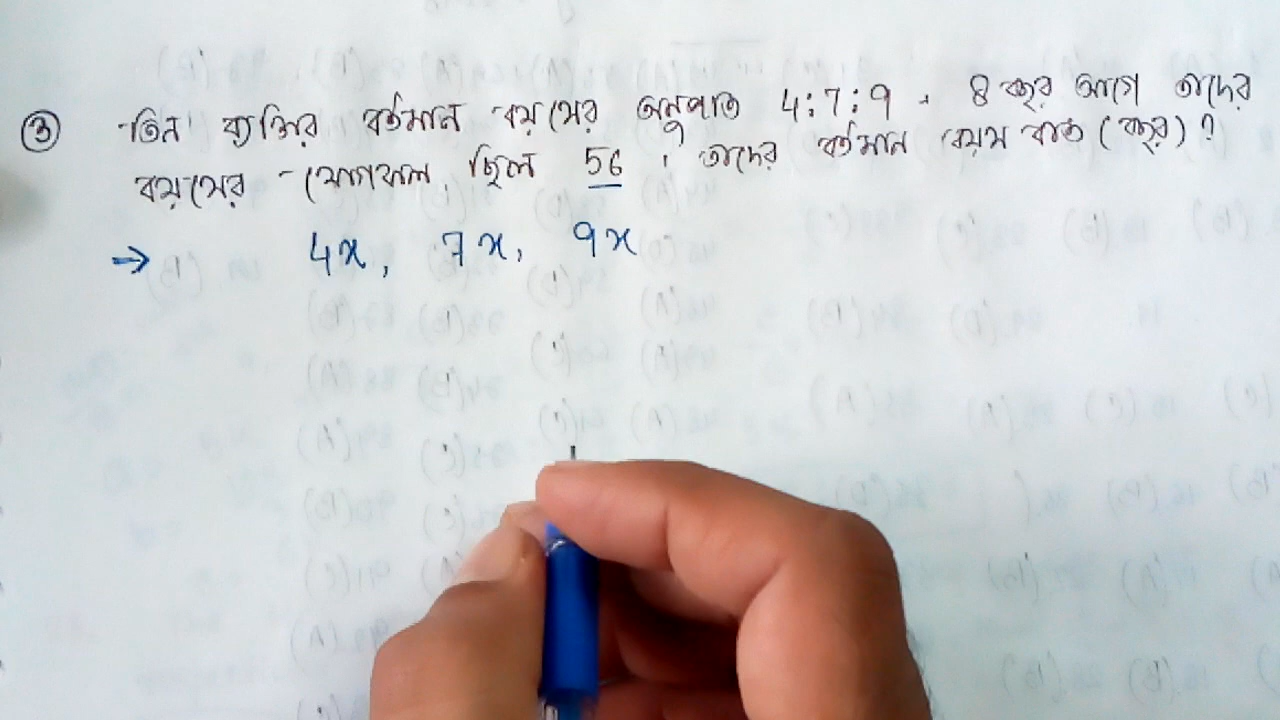 ③ তিন ব্যক্তির বর্তমান বয়সের অনুপাত 4:7:9 . 8 বছর আগে তাদের
বয়সের যোগফল ছিল 56 । তাদের বর্তমান বয়স কত (বছর) ?
→ 4x, 7x, 9x